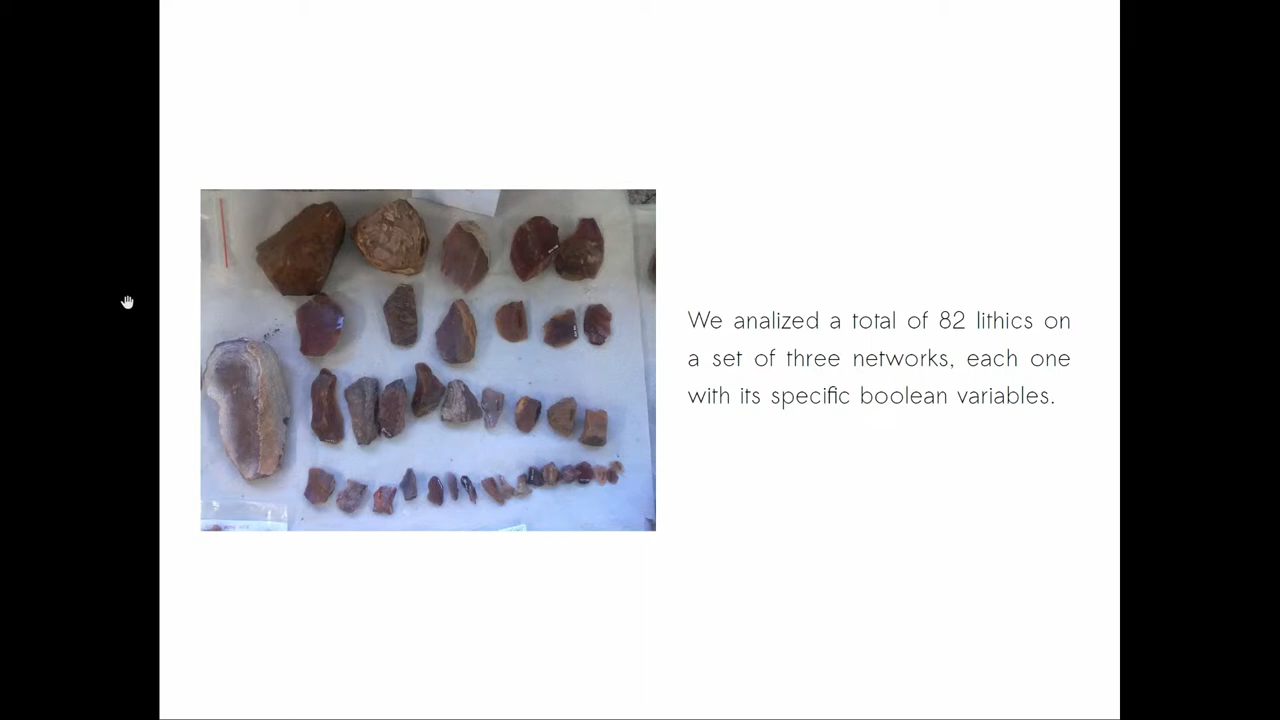 We analized a total of 82 lithics on
a set of three networks, each one
with its specific boolean variables.